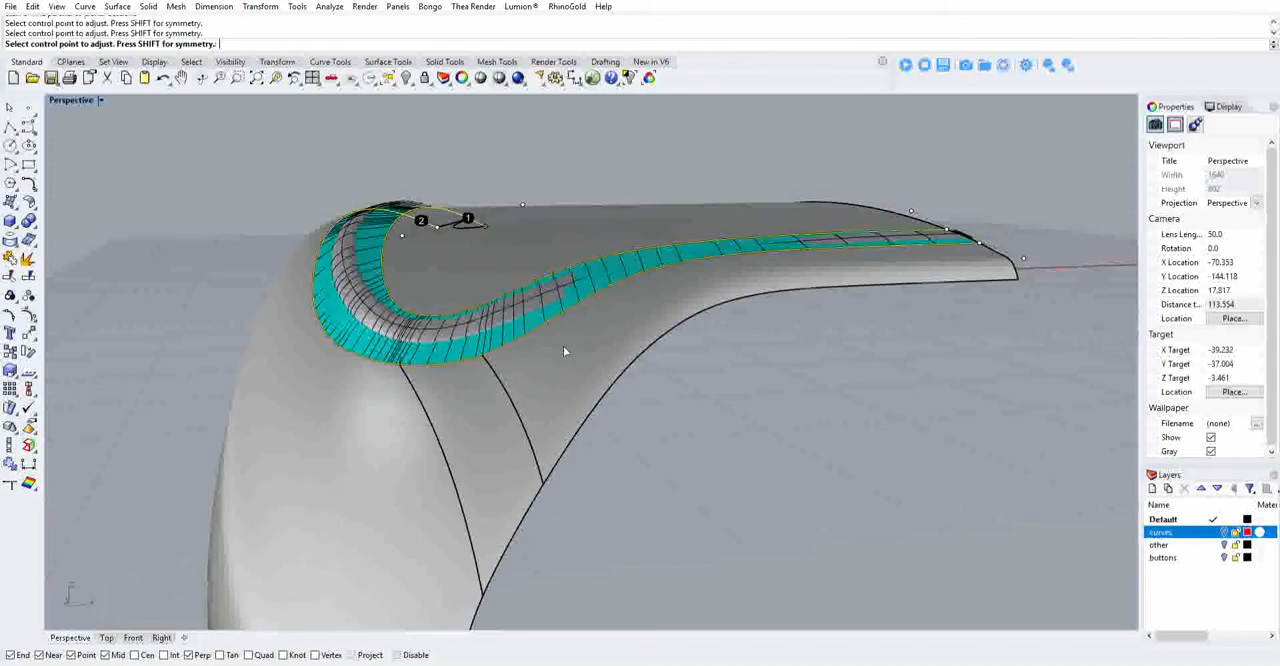 File Edit View Curve Surface Solid Mesh Dimension Transform Tools Analyze Render Panels Bongo Thea Render Lumion® RhinoGold Help
Select control point to adjust. Press SHIFT for symmetry.
Select control point to adjust. Press SHIFT for symmetry.
Select control point to adjust. Press SHIFT for symmetry.:
Standard CPlanes Set View Display Select Visibility Transform Curve Tools Surface Tools Solid Tools Mesh Tools Render Tools Drafting New in V6
Perspective
Properties Display
Viewport
Title Perspective
Width 1640
Height 802
Projection Perspective
Camera
Lens Leng... 50.0
Rotation 0.0
X Location -70.353
Y Location -144.118
Z Location 17.817
Distance t... 113.554
Location Place...
Target
X Target -39.232
Y Target -37.004
Z Target -3.461
Location Place...
Wallpaper
Filename (none)
Show
Gray
Layers
Name Mater
Default
curves
other
buttons
2 1
Perspective Top Front Right
End Near Point Mid Cen Int Perp Tan Quad Knot Vertex Project Disable